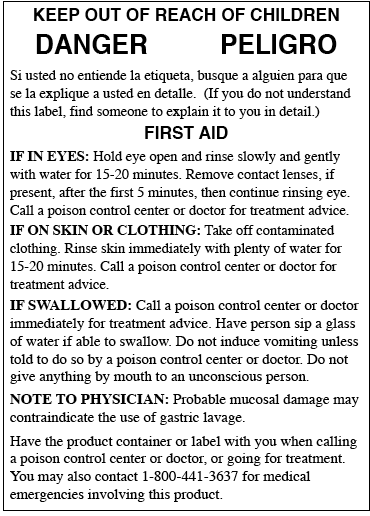 KEEP OUT OF REACH OF CHILDREN
DANGER PELIGRO
Si usted no entiende la etiqueta, busque a alguien para que
se la explique a usted en detalle. (If you do not understand
this label, find someone to explain it to you in detail.)
FIRST AID
IF IN EYES: Hold eye open and rinse slowly and gently
with water for 15-20 minutes. Remove contact lenses, if
present, after the first 5 minutes, then continue rinsing eye.
Call a poison control center or doctor for treatment advice.
IF ON SKIN OR CLOTHING: Take off contaminated
clothing. Rinse skin immediately with plenty of water for
15-20 minutes. Call a poison control center or doctor for
treatment advice.
IF SWALLOWED: Call a poison control center or doctor
immediately for treatment advice. Have person sip a glass
of water if able to swallow. Do not induce vomiting unless
told to do so by a poison control center or doctor. Do not
give anything by mouth to an unconscious person.
NOTE TO PHYSICIAN: Probable mucosal damage may
contraindicate the use of gastric lavage.
Have the product container or label with you when calling
a poison control center or doctor, or going for treatment.
You may also contact 1-800-441-3637 for medical
emergencies involving this product.